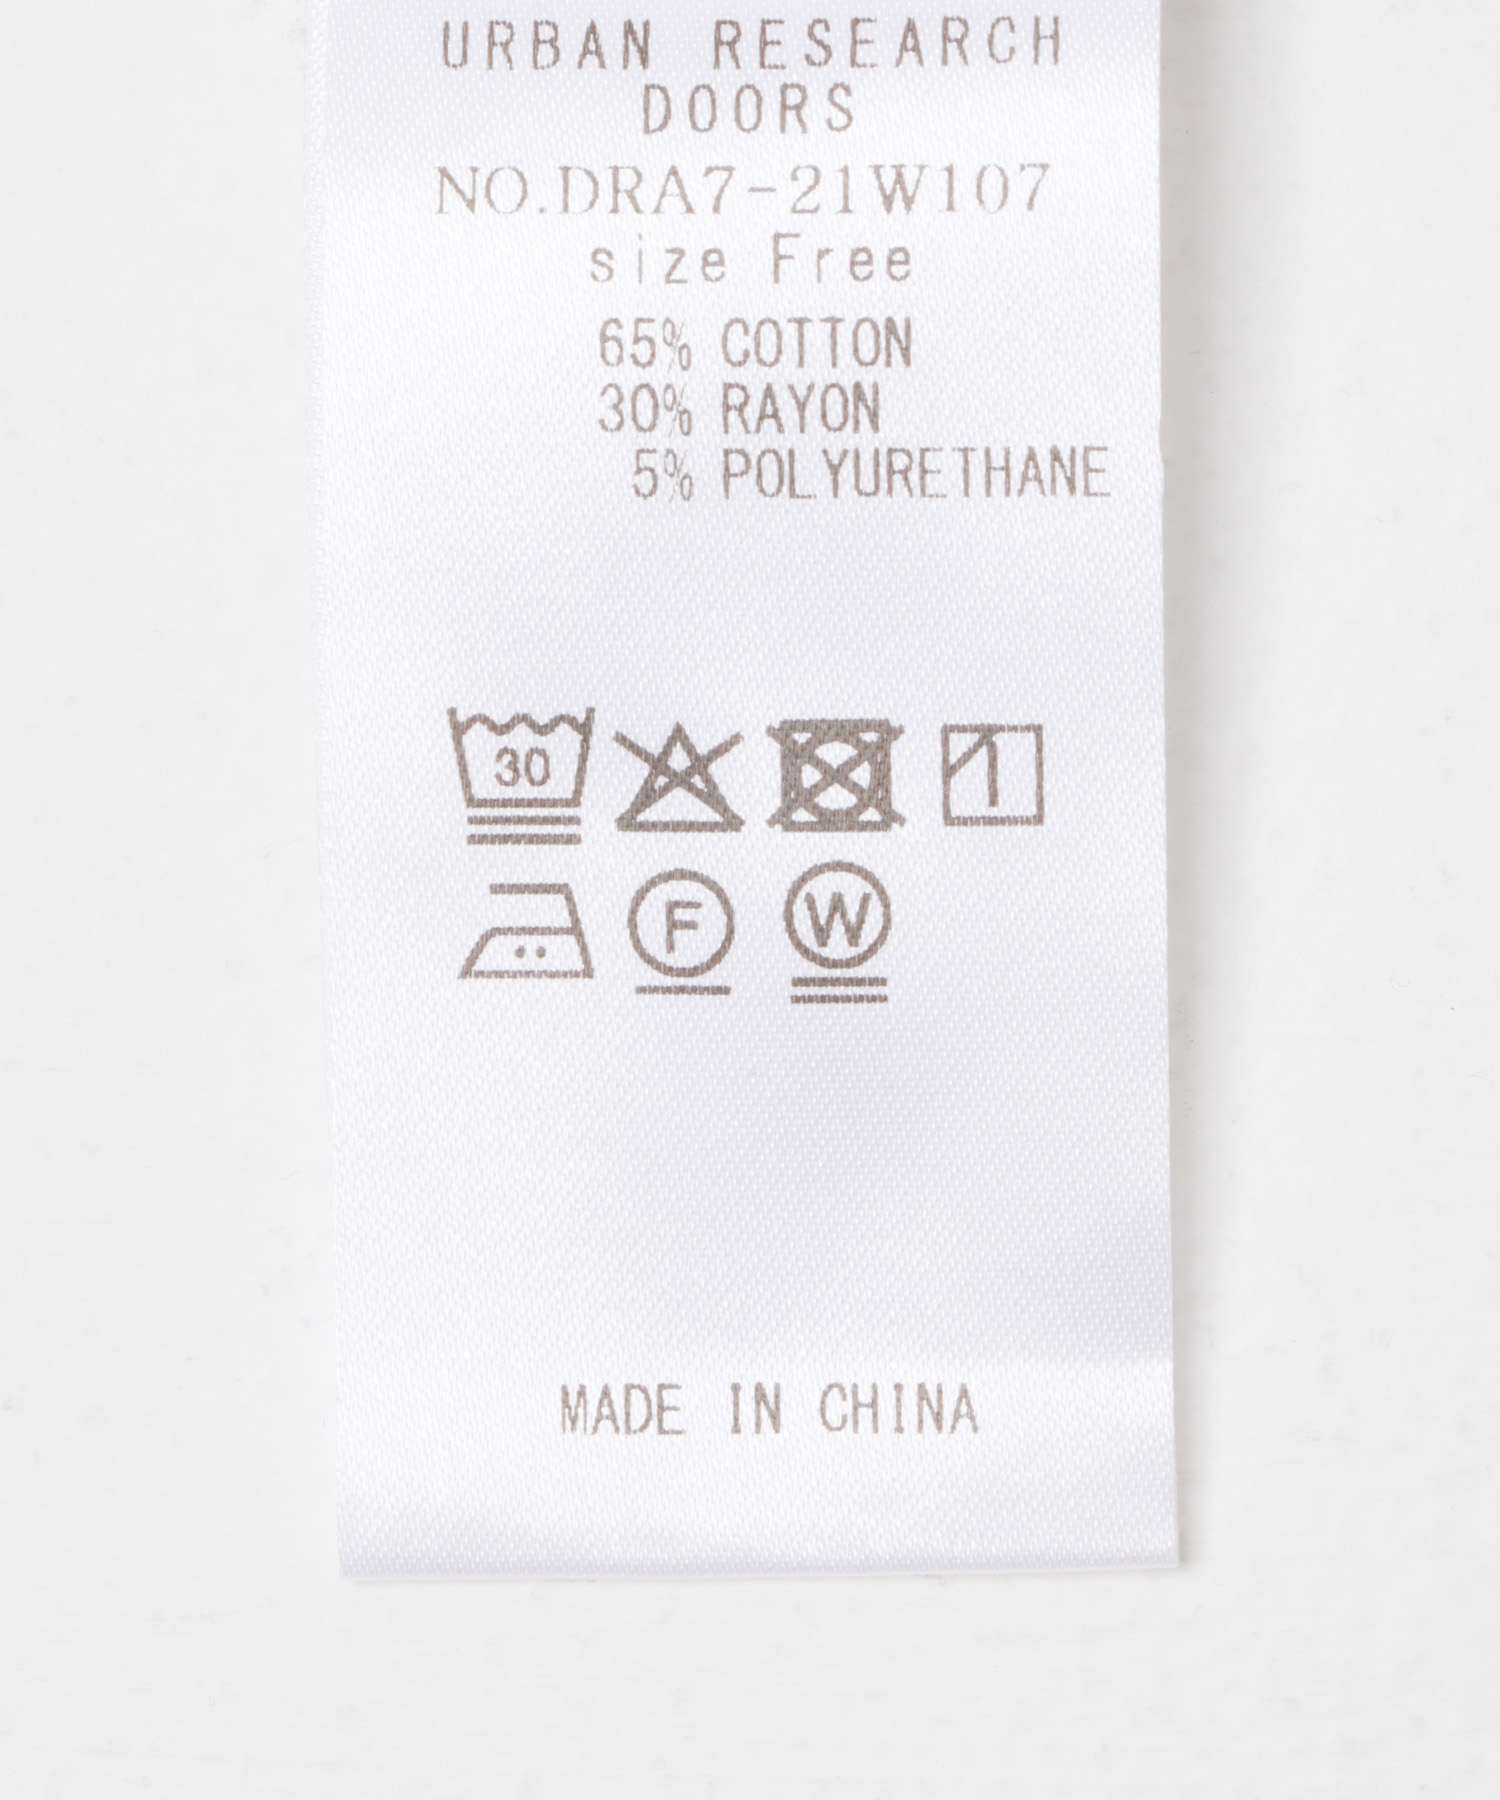 URBAN RESEARCH
DOORS
NO.DRA7-21W107
size Free
65% COTTON
30% RAYON
5% POLYURETHANE
30
F W
MADE IN CHINA